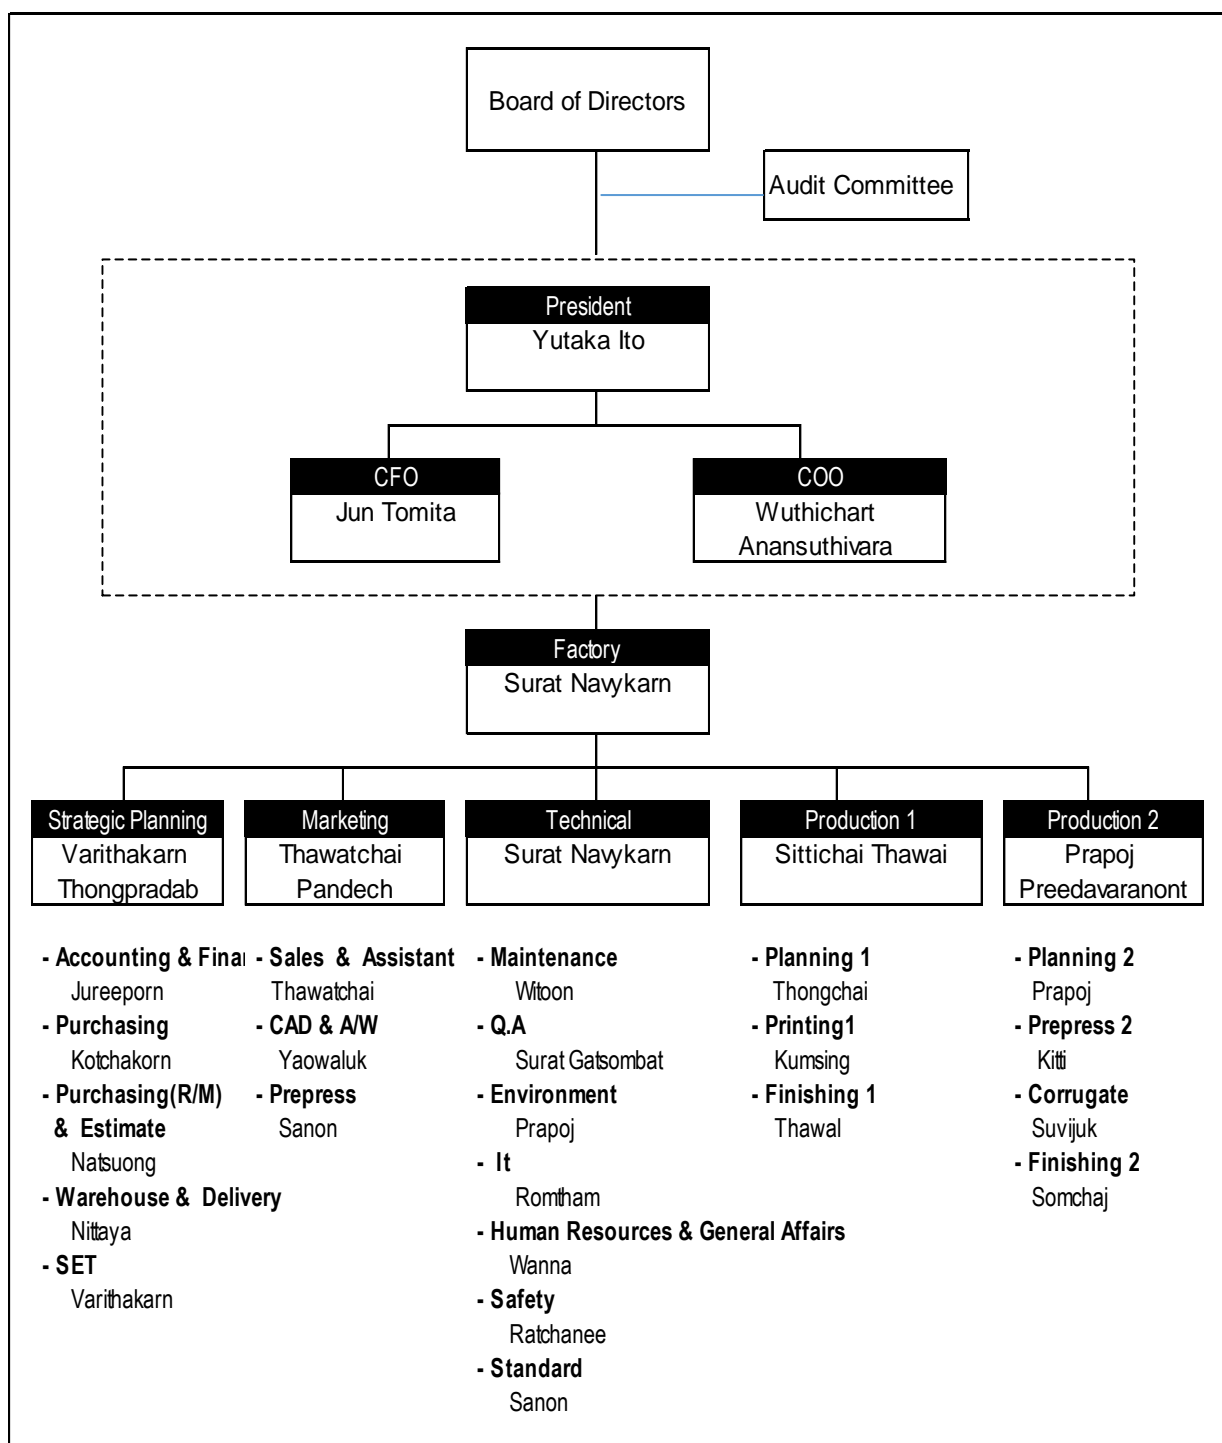 Board of Directors
Audit Committee
President
Yutaka Ito
CFO
Jun Tomita
COO
Wuthichart
Anansuthivara
Factory
Surat Navykarn
Strategic Planning
Varithakarn
Thongpradab
Marketing
Thawatchai
Pandech
Technical
Surat Navykarn
Production 1
Sittichai Thawai
Production 2
Prapoj
Preedavaranont
- Accounting & Finan
Jureeporn
- Purchasing
Kotchakorn
- Purchasing(R/M)
& Estimate
Natsuong
- Warehouse & Delivery
Nittaya
- SET
Varithakarn
- Sales & Assistant
Thawatchai
- CAD & A/W
Yaowaluk
- Prepress
Sanon
- Maintenance
Witoon
- Q.A
Surat Gatsombat
- Environment
Prapoj
- It
Romtham
- Human Resources & General Affairs
Wanna
- Safety
Ratchanee
- Standard
Sanon
- Planning 1
Thongchai
- Printing1
Kumsing
- Finishing 1
Thawal
- Planning 2
Prapoj
- Prepress 2
Kitti
- Corrugate
Suvijuk
- Finishing 2
Somchaj